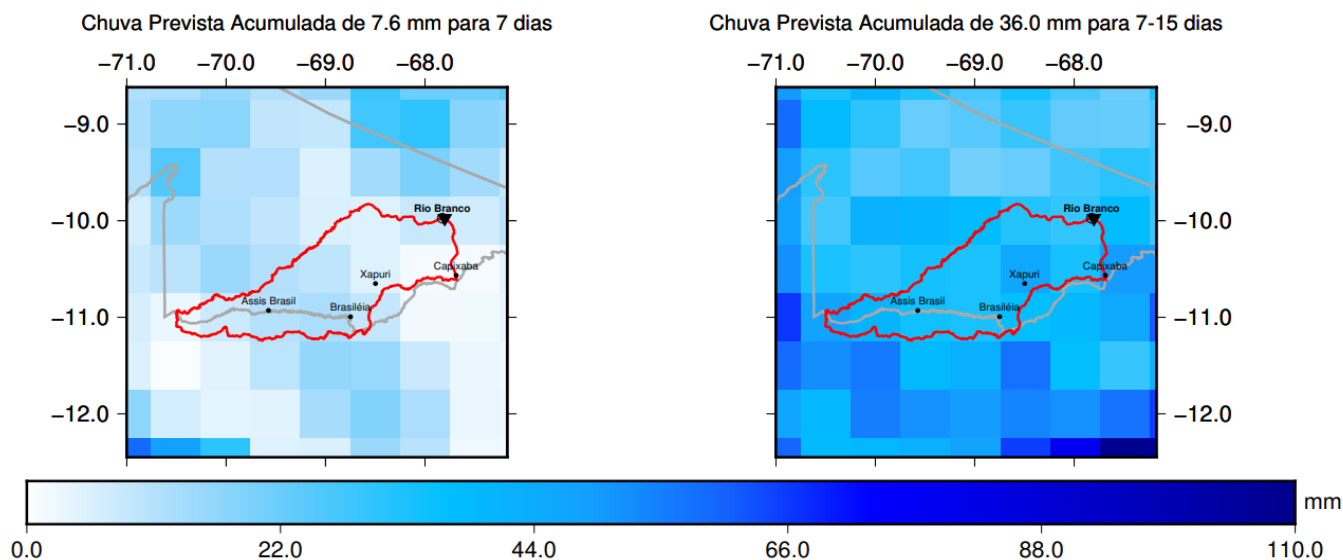 Chuva Prevista Acumulada de 7.6 mm para 7 dias
−71.0 −70.0 −69.0 −68.0
−9.0
−10.0
−11.0
−12.0
Rio Branco
Xapuri
Capixaba
Assis Brasil
Brasiléia
Chuva Prevista Acumulada de 36.0 mm para 7-15 dias
−71.0 −70.0 −69.0 −68.0
−9.0
−10.0
−11.0
−12.0
Rio Branco
Xapuri
Capixaba
Assis Brasil
Brasiléia
mm
0.0 22.0 44.0 66.0 88.0 110.0